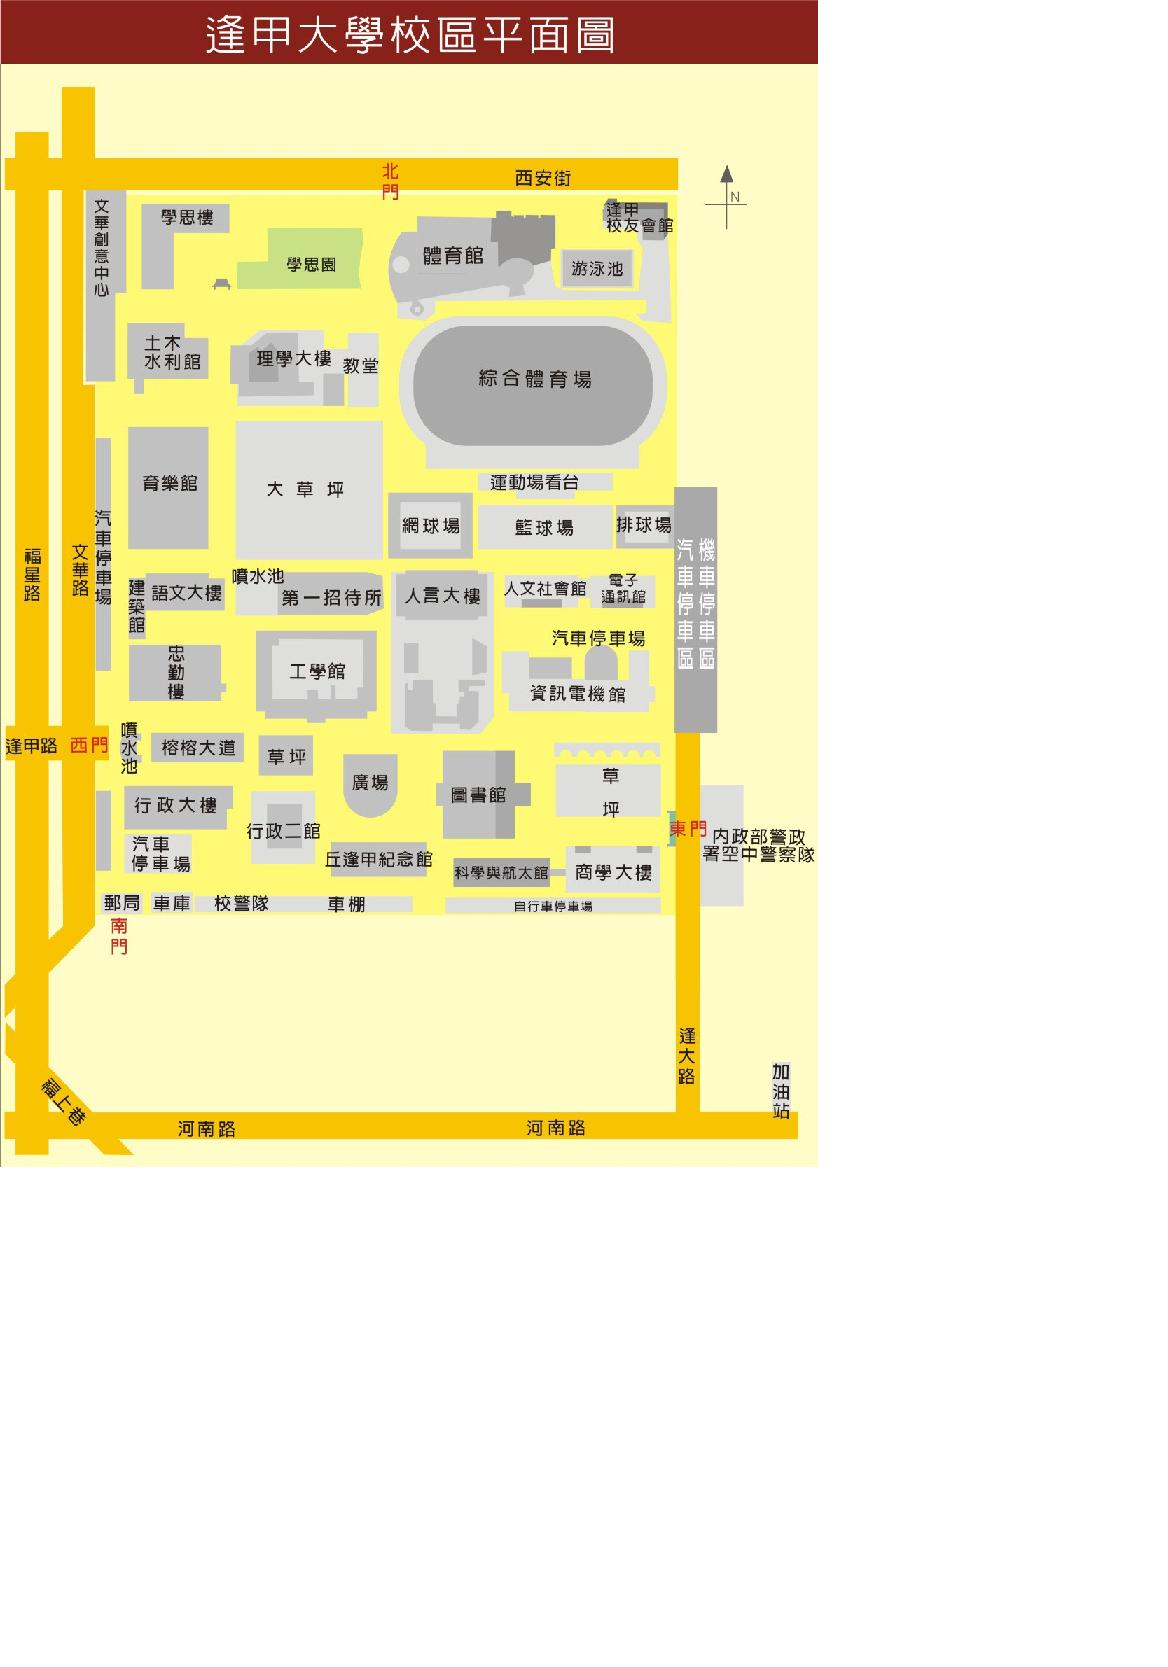 逢甲大學校區平面圖
北門
西安街
N
文華創意中心
學思樓
學思園
體育館
逢甲
校友會館
游泳池
土木
水利館
理學大樓
教堂
綜合體育場
育樂館
大草坪
運動場看台
網球場
籃球場
排球場
汽車停車場
福星路
文華路
汽車停車區
機車停車區
建築館
語文大樓
噴水池
第一招待所
人言大樓
人文社會館
電子
通訊館
汽車停車場
忠勤樓
工學館
資訊電機館
逢甲路
西門
噴水池
榕榕大道
草坪
廣場
圖書館
草坪
行政大樓
行政二館
東門
內政部警政
署空中警察隊
汽車
停車場
丘逢甲紀念館
科學與航太館
商學大樓
郵局
車庫
校警隊
車棚
自行車停車場
南門
逢大路
加油站
福上巷
河南路
河南路